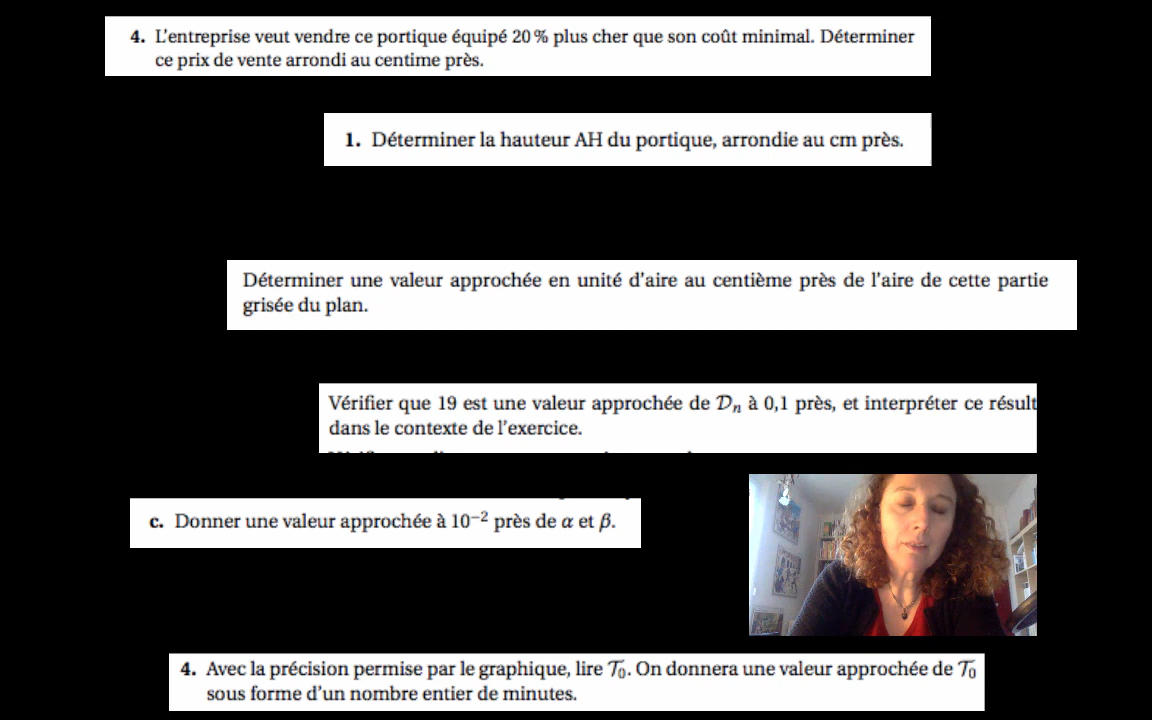 4. L'entreprise veut vendre ce portique équipé 20 % plus cher que son coût minimal. Déterminer
ce prix de vente arrondi au centime près.
1. Déterminer la hauteur AH du portique, arrondie au cm près.
Déterminer une valeur approchée en unité d'aire au centième près de l'aire de cette partie
grisée du plan.
Vérifier que 19 est une valeur approchée de 𝒟ₙ à 0,1 près, et interpréter ce résult
dans le contexte de l'exercice.
c. Donner une valeur approchée à 10⁻² près de α et β.
4. Avec la précision permise par le graphique, lire 𝒯₀. On donnera une valeur approchée de 𝒯₀
sous forme d'un nombre entier de minutes.